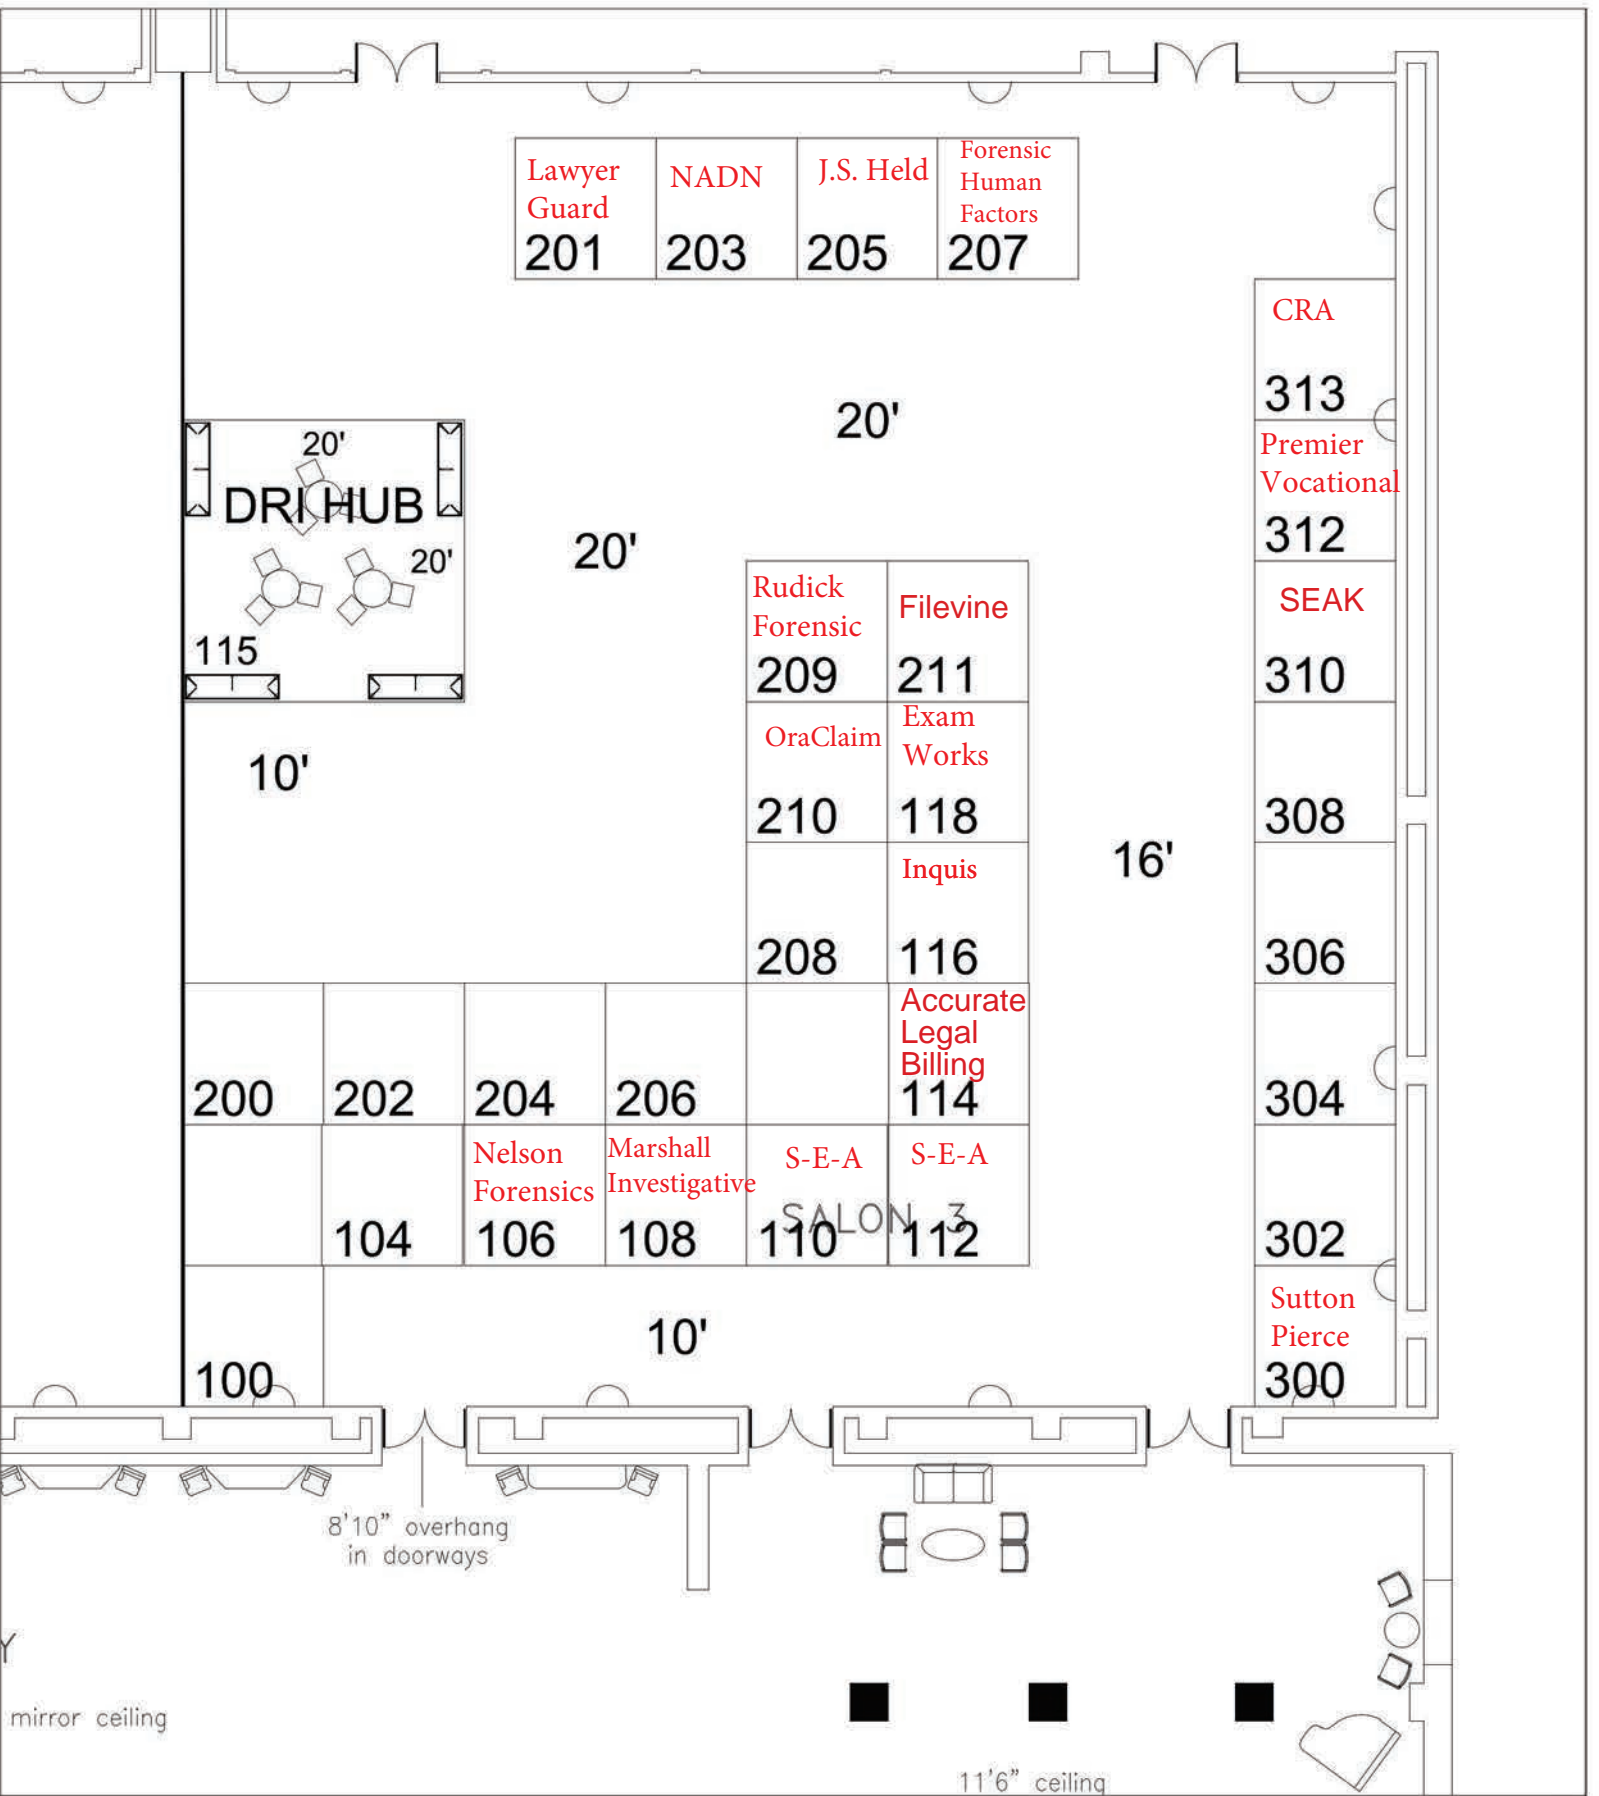 Lawyer
Guard
201
NADN
203
J.S. Held
205
Forensic
Human
Factors
207
CRA
313
20'
Premier
Vocational
312
20'
DRI HUB
20'
115
20'
Rudick
Forensic
209
Filevine
211
SEAK
310
10'
OraClaim
210
Exam
Works
118
308
16'
208
Inquis
116
306
200
202
204
206
Accurate
Legal
Billing
114
304
104
Nelson
Forensics
106
Marshall
Investigative
108
S-E-A
110
S-E-A
112
SALON 3
302
100
10'
Sutton
Pierce
300
8'10” overhang
in doorways
Y
mirror ceiling
11'6” ceiling